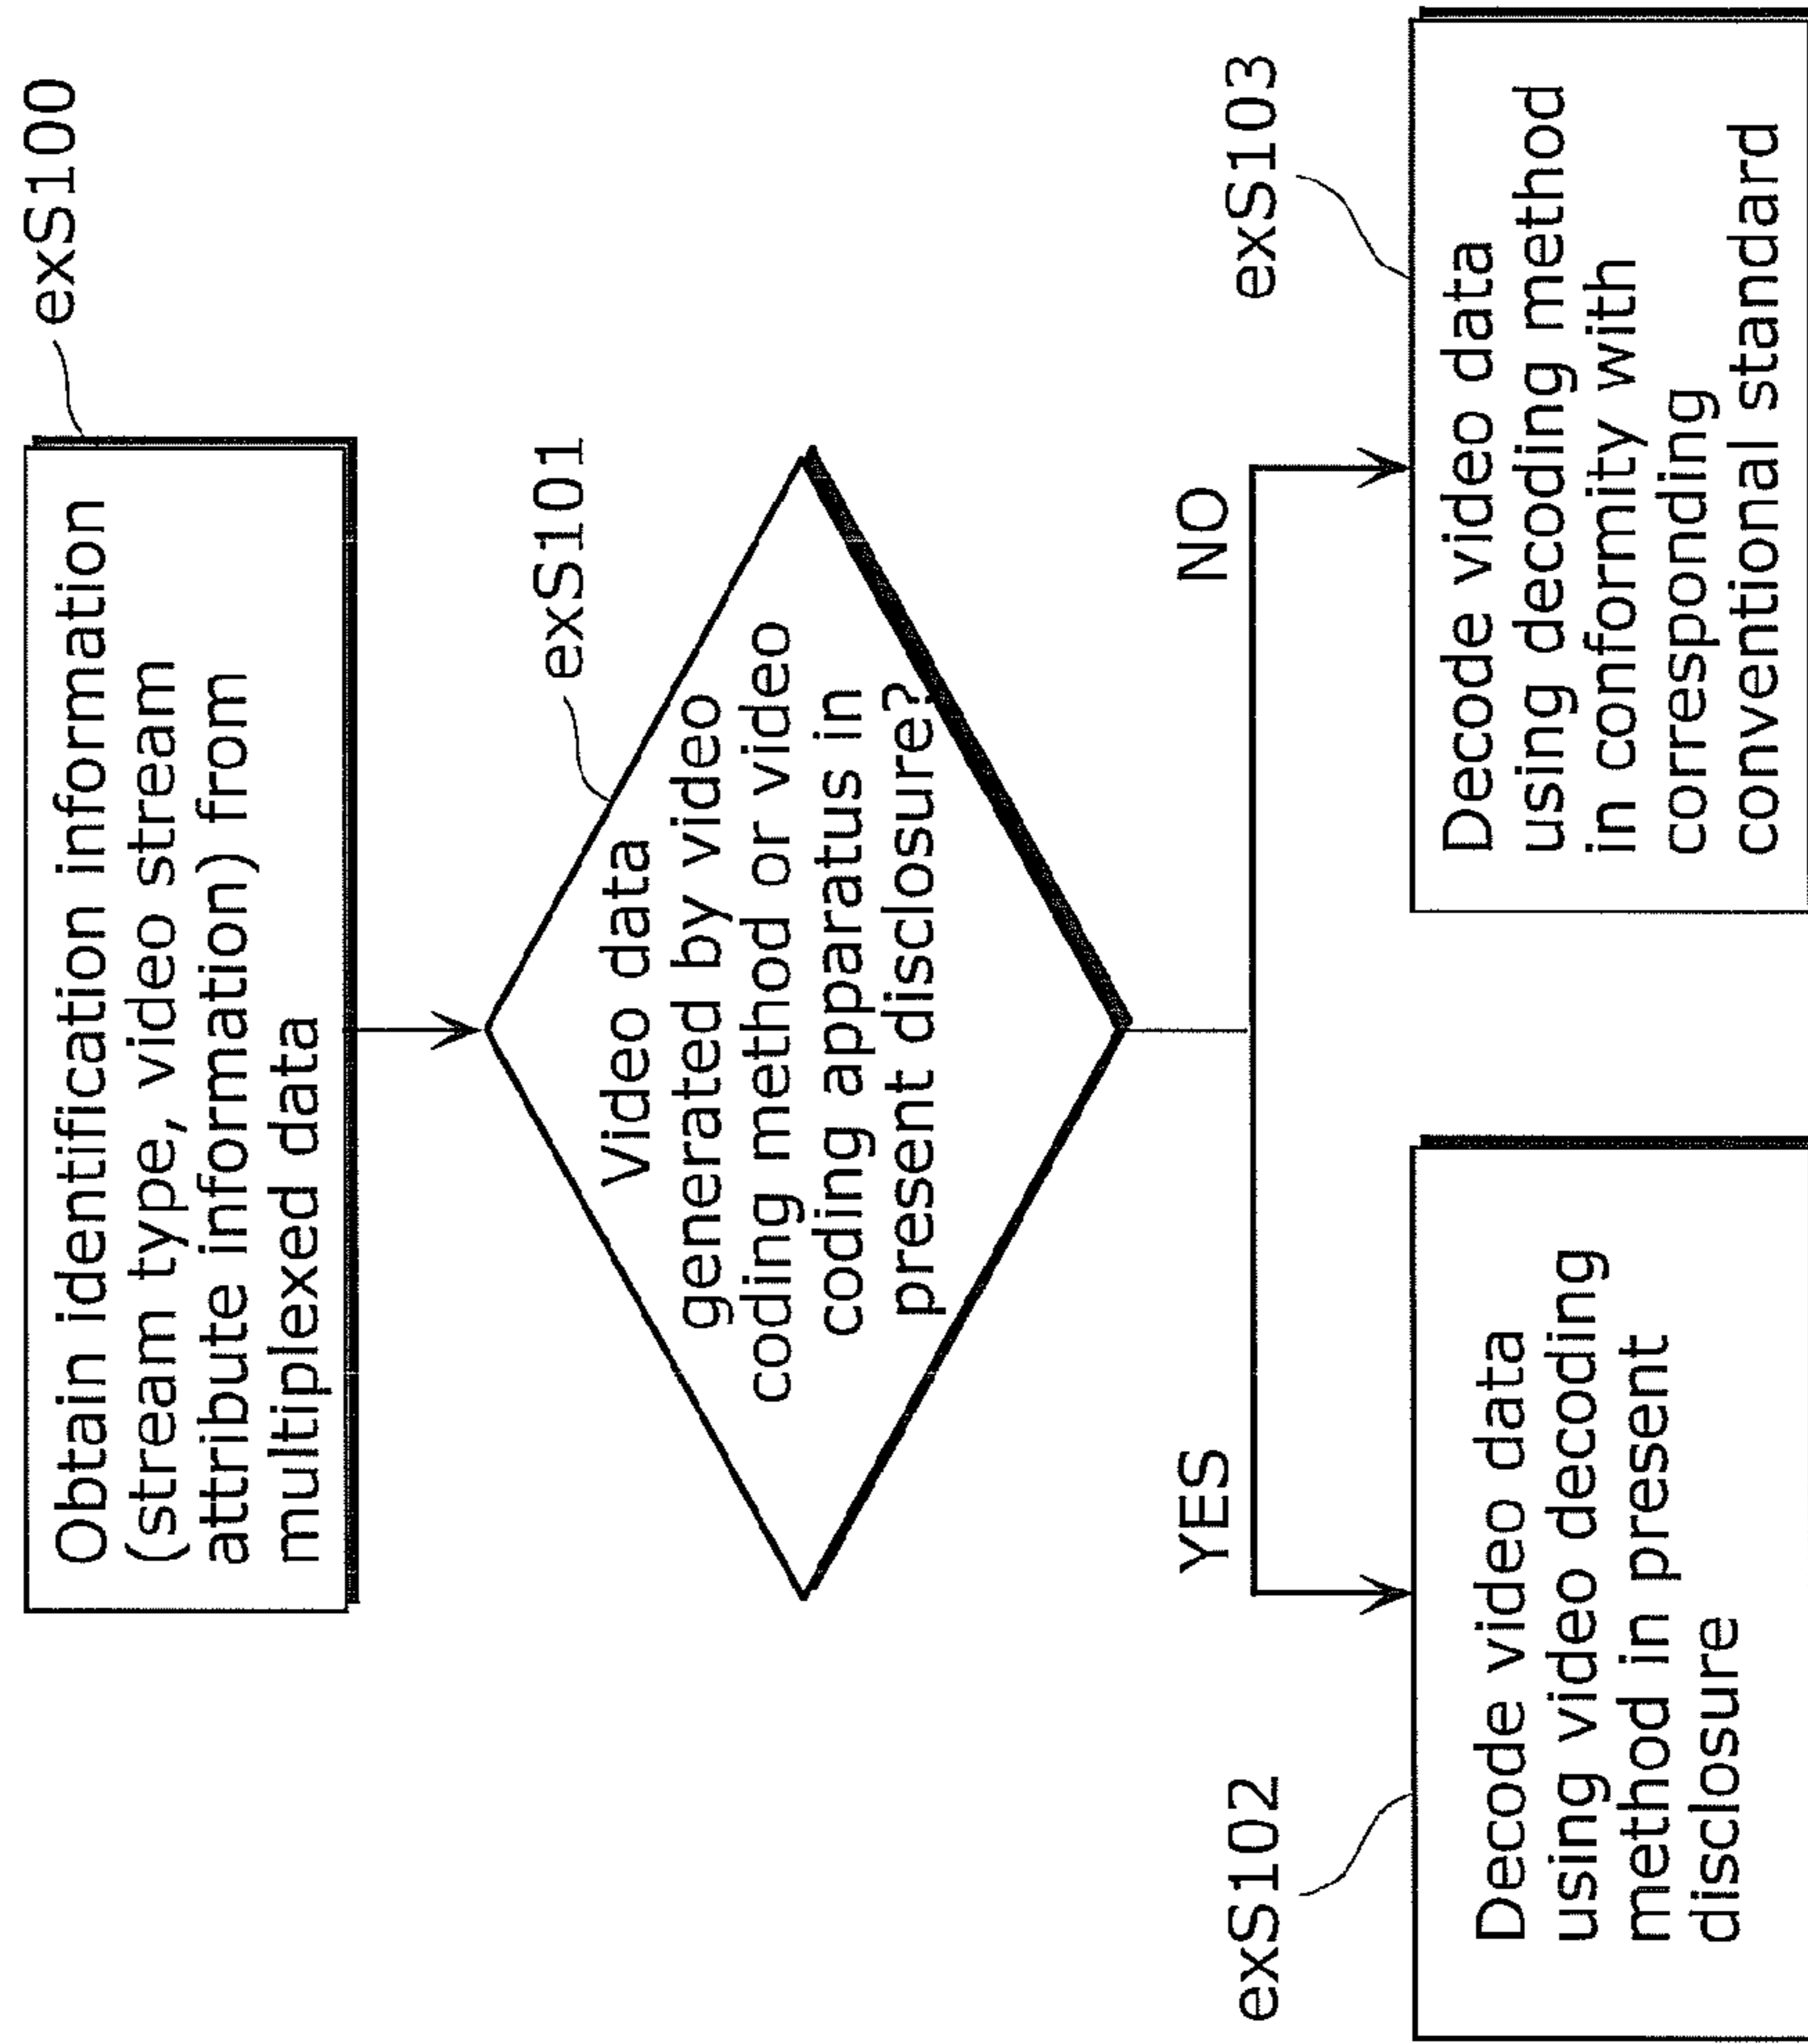 exS100
Obtain identification information
(stream type, video stream
attribute information) from
multiplexed data
exS101
Video data
generated by video
coding method or video
coding apparatus in
present disclosure?
YES
NO
exS102
Decode video data
using video decoding
method in present
disclosure
exS103
Decode video data
using decoding method
in conformity with
corresponding
conventional standard